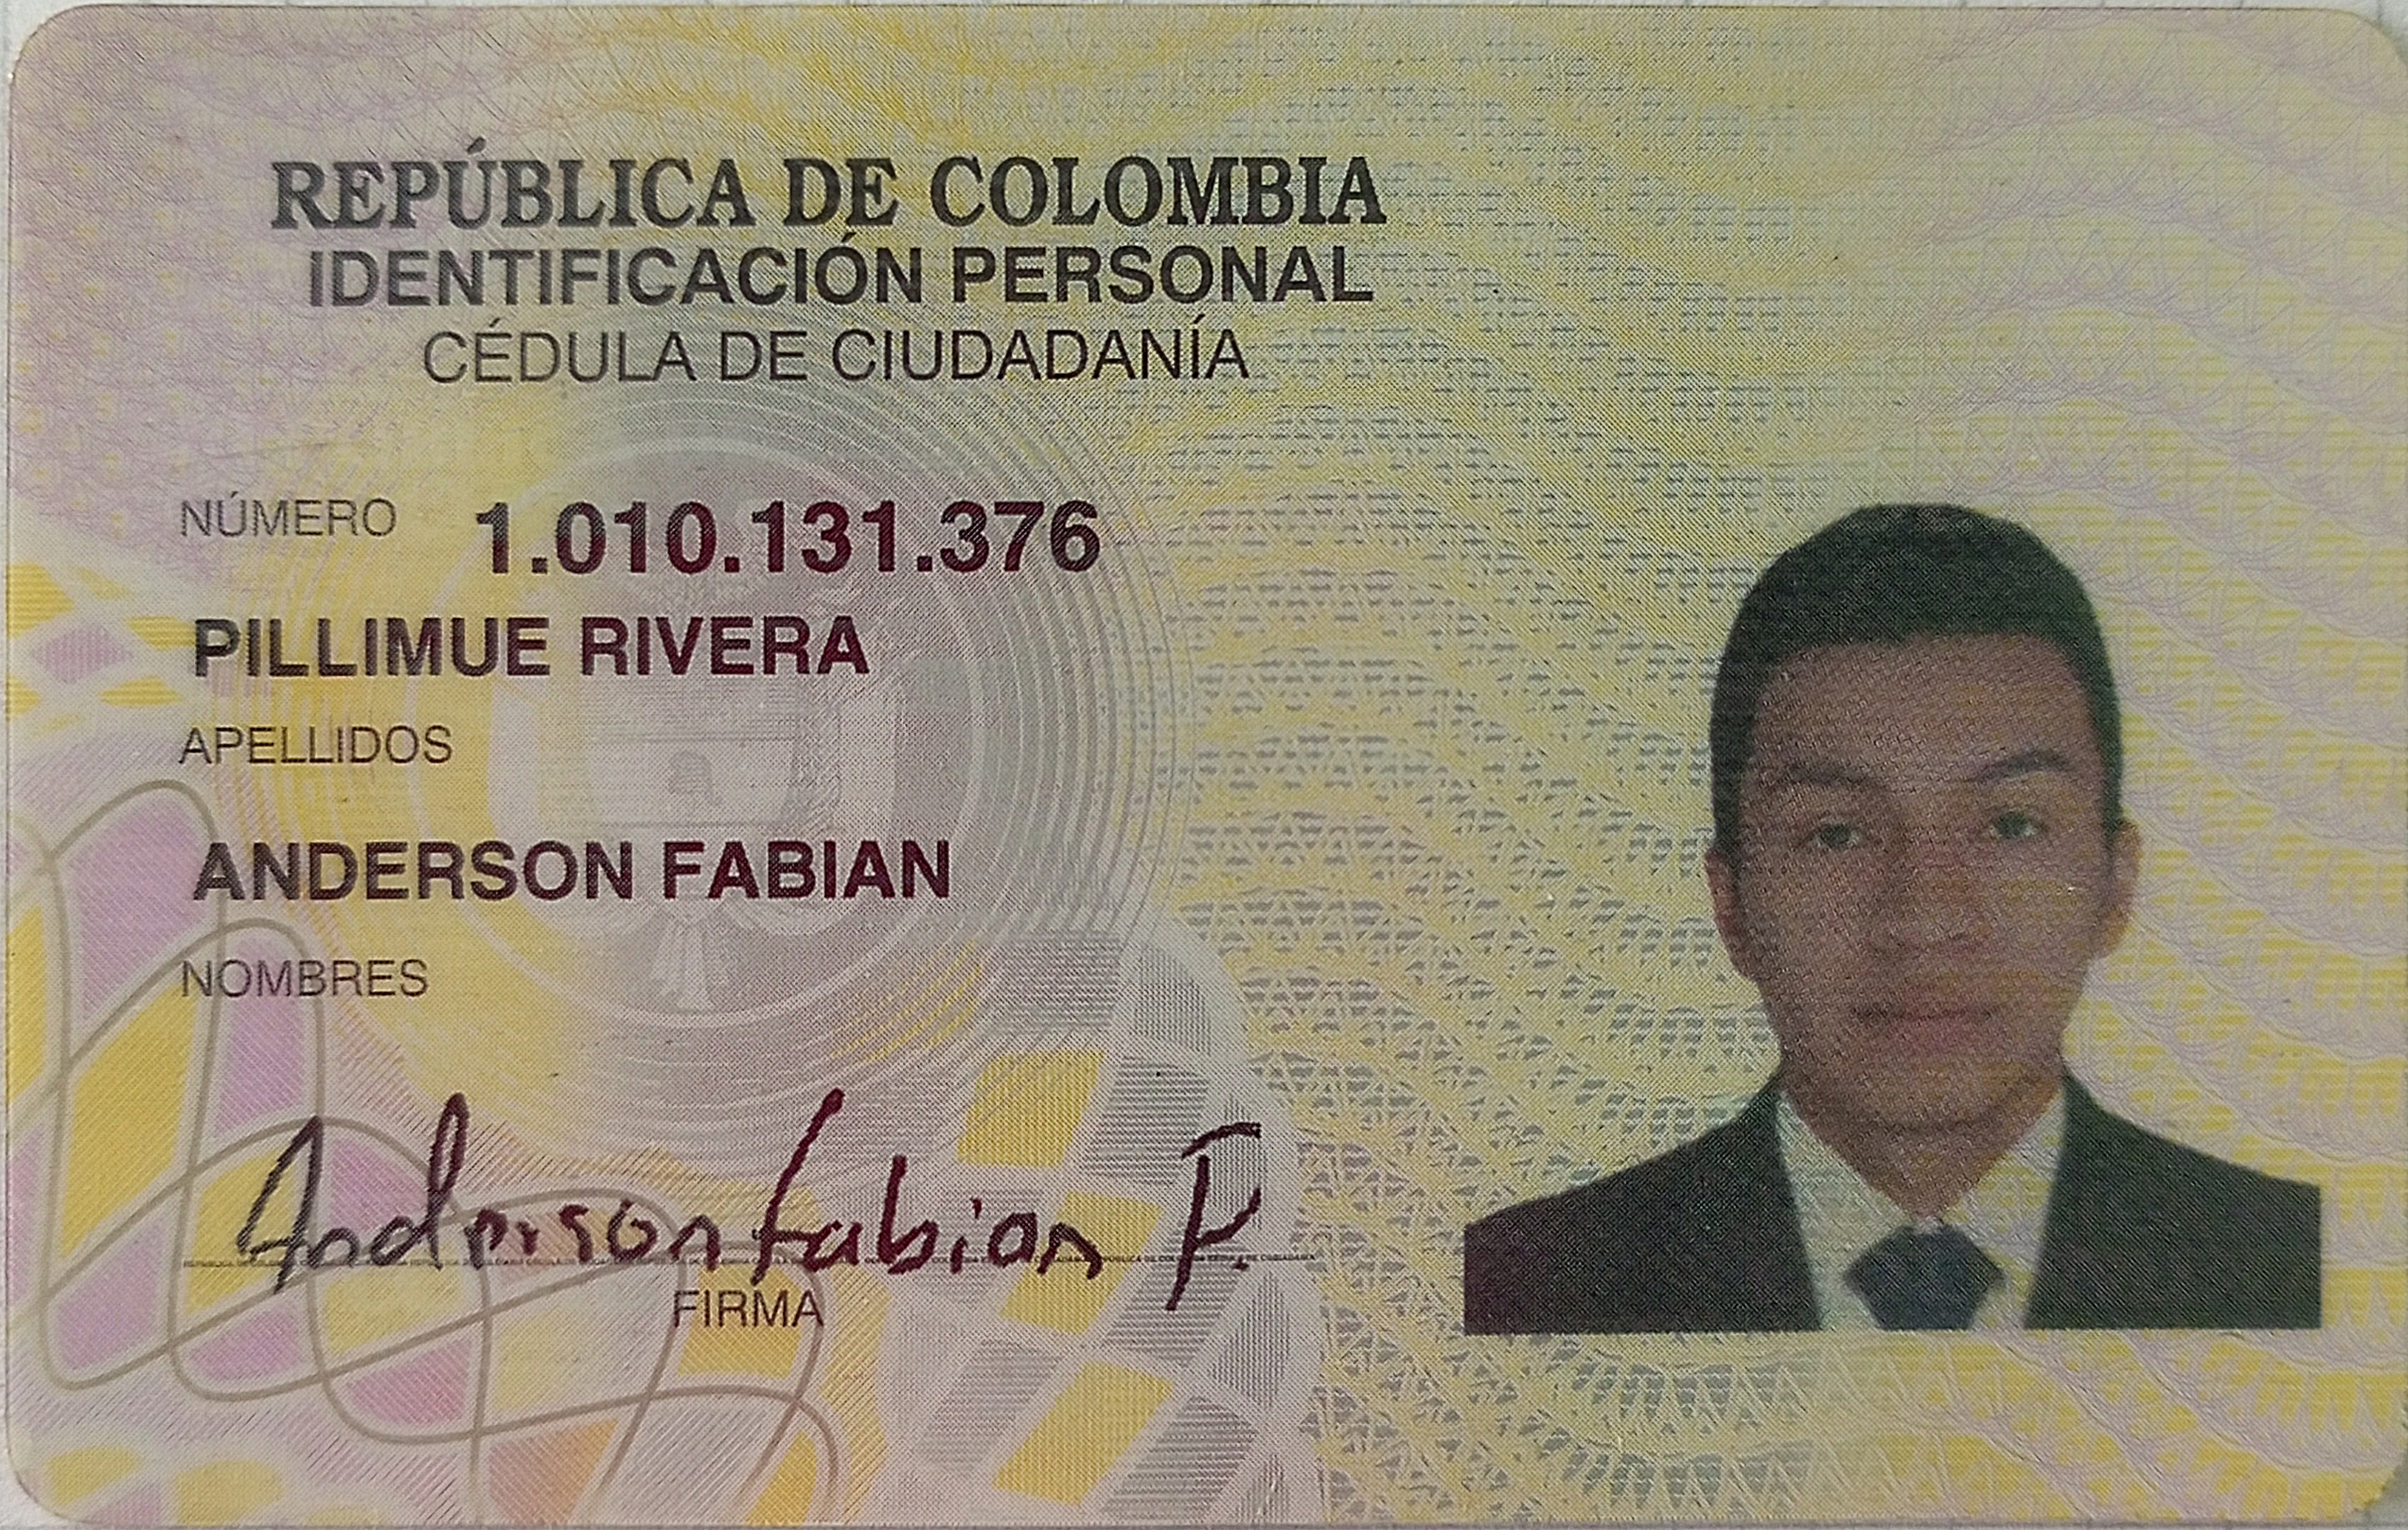 REPÚBLICA DE COLOMBIA
IDENTIFICACIÓN PERSONAL
CÉDULA DE CIUDADANÍA
NÚMERO 1.010.131.376
PILLIMUE RIVERA
APELLIDOS
ANDERSON FABIAN
NOMBRES
Anderson Fabian P.
FIRMA